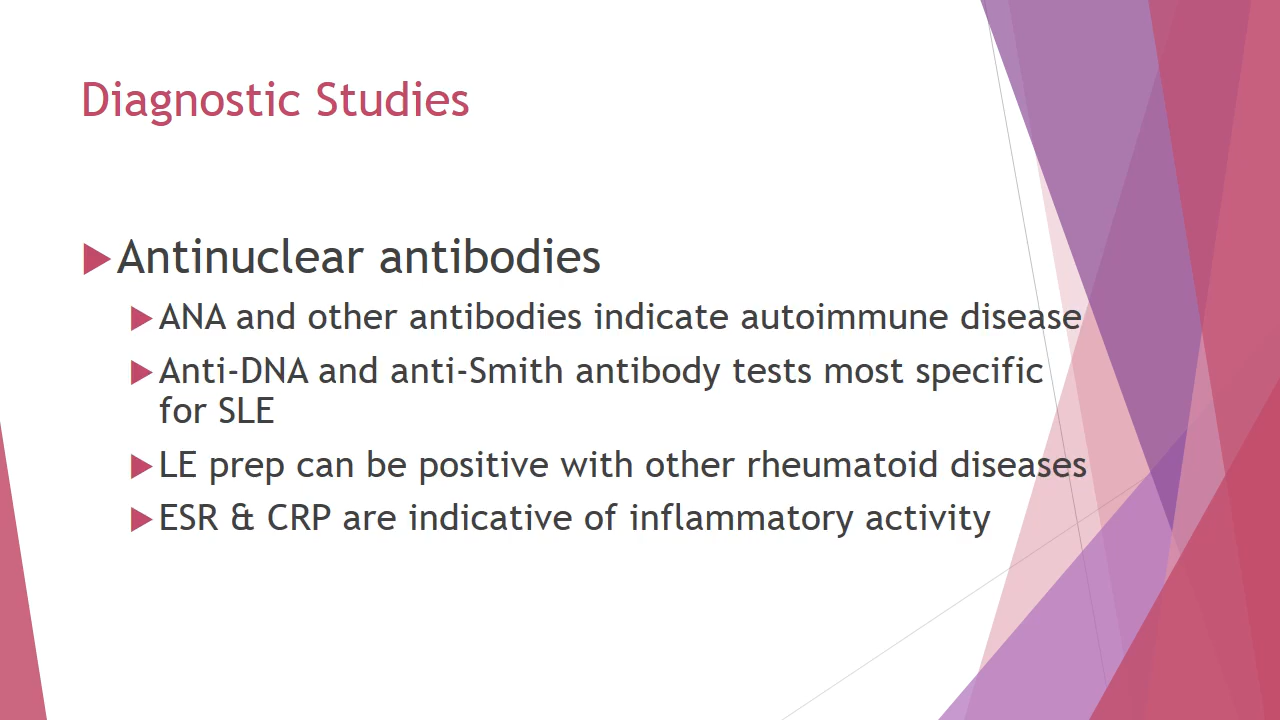 Diagnostic Studies
Antinuclear antibodies
ANA and other antibodies indicate autoimmune disease
Anti-DNA and anti-Smith antibody tests most specific
for SLE
LE prep can be positive with other rheumatoid diseases
ESR & CRP are indicative of inflammatory activity